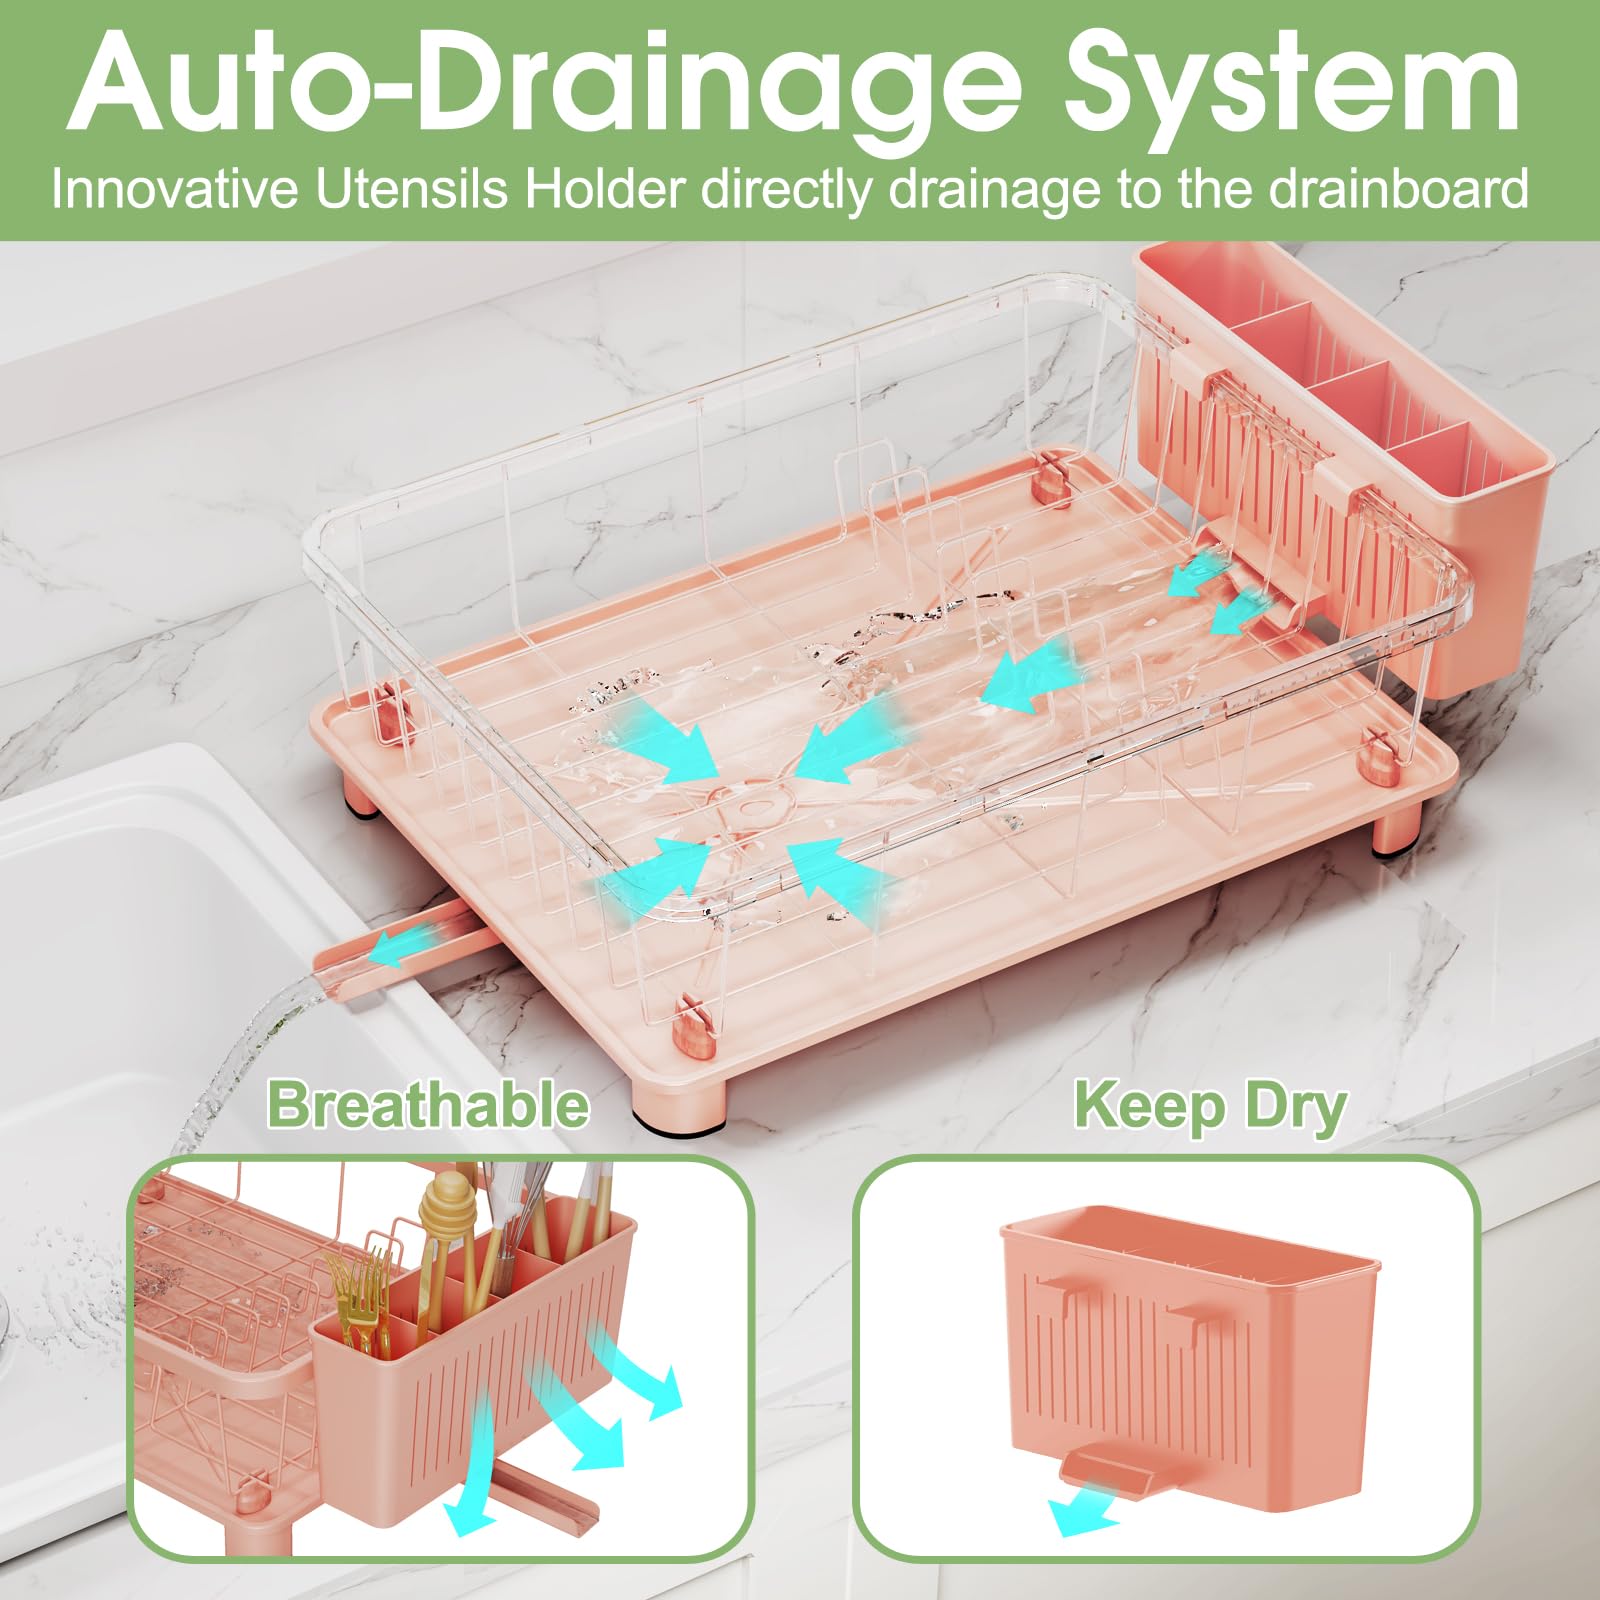 Auto-Drainage System
Innovative Utensils Holder directly drainage to the drainboard
Breathable
Keep Dry